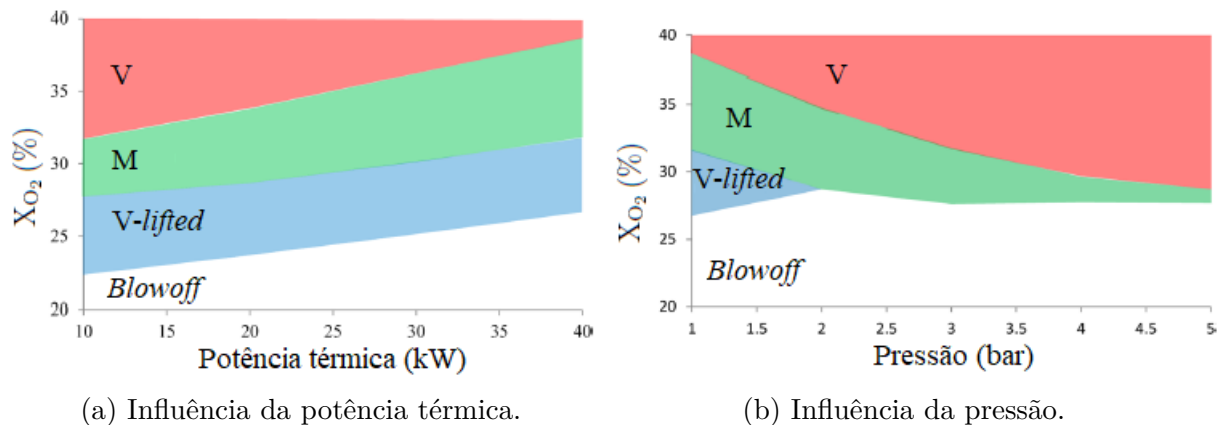 40
35
30
25
20
X_O₂ (%)
V
M
V-lifted
Blowoff
10 15 20 25 30 35 40
Potência térmica (kW)
(a) Influência da potência térmica.
40
35
30
25
20
X_O₂ (%)
V
M
V-lifted
Blowoff
1 1.5 2 2.5 3 3.5 4 4.5 5
Pressão (bar)
(b) Influência da pressão.